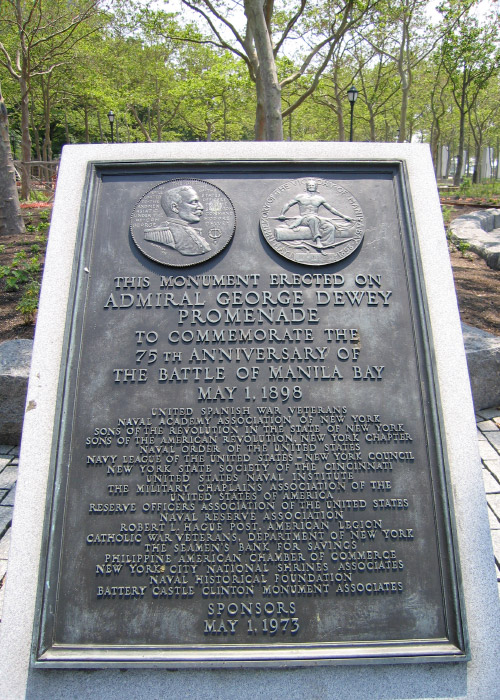 THIS MONUMENT ERECTED ON
ADMIRAL GEORGE DEWEY
PROMENADE
TO COMMEMORATE THE
75TH ANNIVERSARY OF
THE BATTLE OF MANILA BAY
MAY 1, 1898
UNITED SPANISH WAR VETERANS
NAVAL ACADEMY ASSOCIATION OF NEW YORK
SONS OF THE REVOLUTION IN THE STATE OF NEW YORK
SONS OF THE AMERICAN REVOLUTION, NEW YORK CHAPTER
NAVAL ORDER OF THE UNITED STATES
NAVY LEAGUE OF THE UNITED STATES - NEW YORK COUNCIL
NEW YORK STATE SOCIETY OF THE CINCINNATI
UNITED STATES NAVAL INSTITUTE
THE MILITARY CHAPLAINS ASSOCIATION OF THE
UNITED STATES OF AMERICA
RESERVE OFFICERS ASSOCIATION OF THE UNITED STATES
NAVAL RESERVE ASSOCIATION
ROBERT L. HAGUE POST, AMERICAN LEGION
CATHOLIC WAR VETERANS, DEPARTMENT OF NEW YORK
THE SEAMEN'S BANK FOR SAVINGS
PHILIPPINE AMERICAN CHAMBER OF COMMERCE
NEW YORK CITY NATIONAL SHRINES ASSOCIATES
NAVAL HISTORICAL FOUNDATION
BATTERY CASTLE CLINTON MONUMENT ASSOCIATES
SPONSORS
MAY 1, 1973